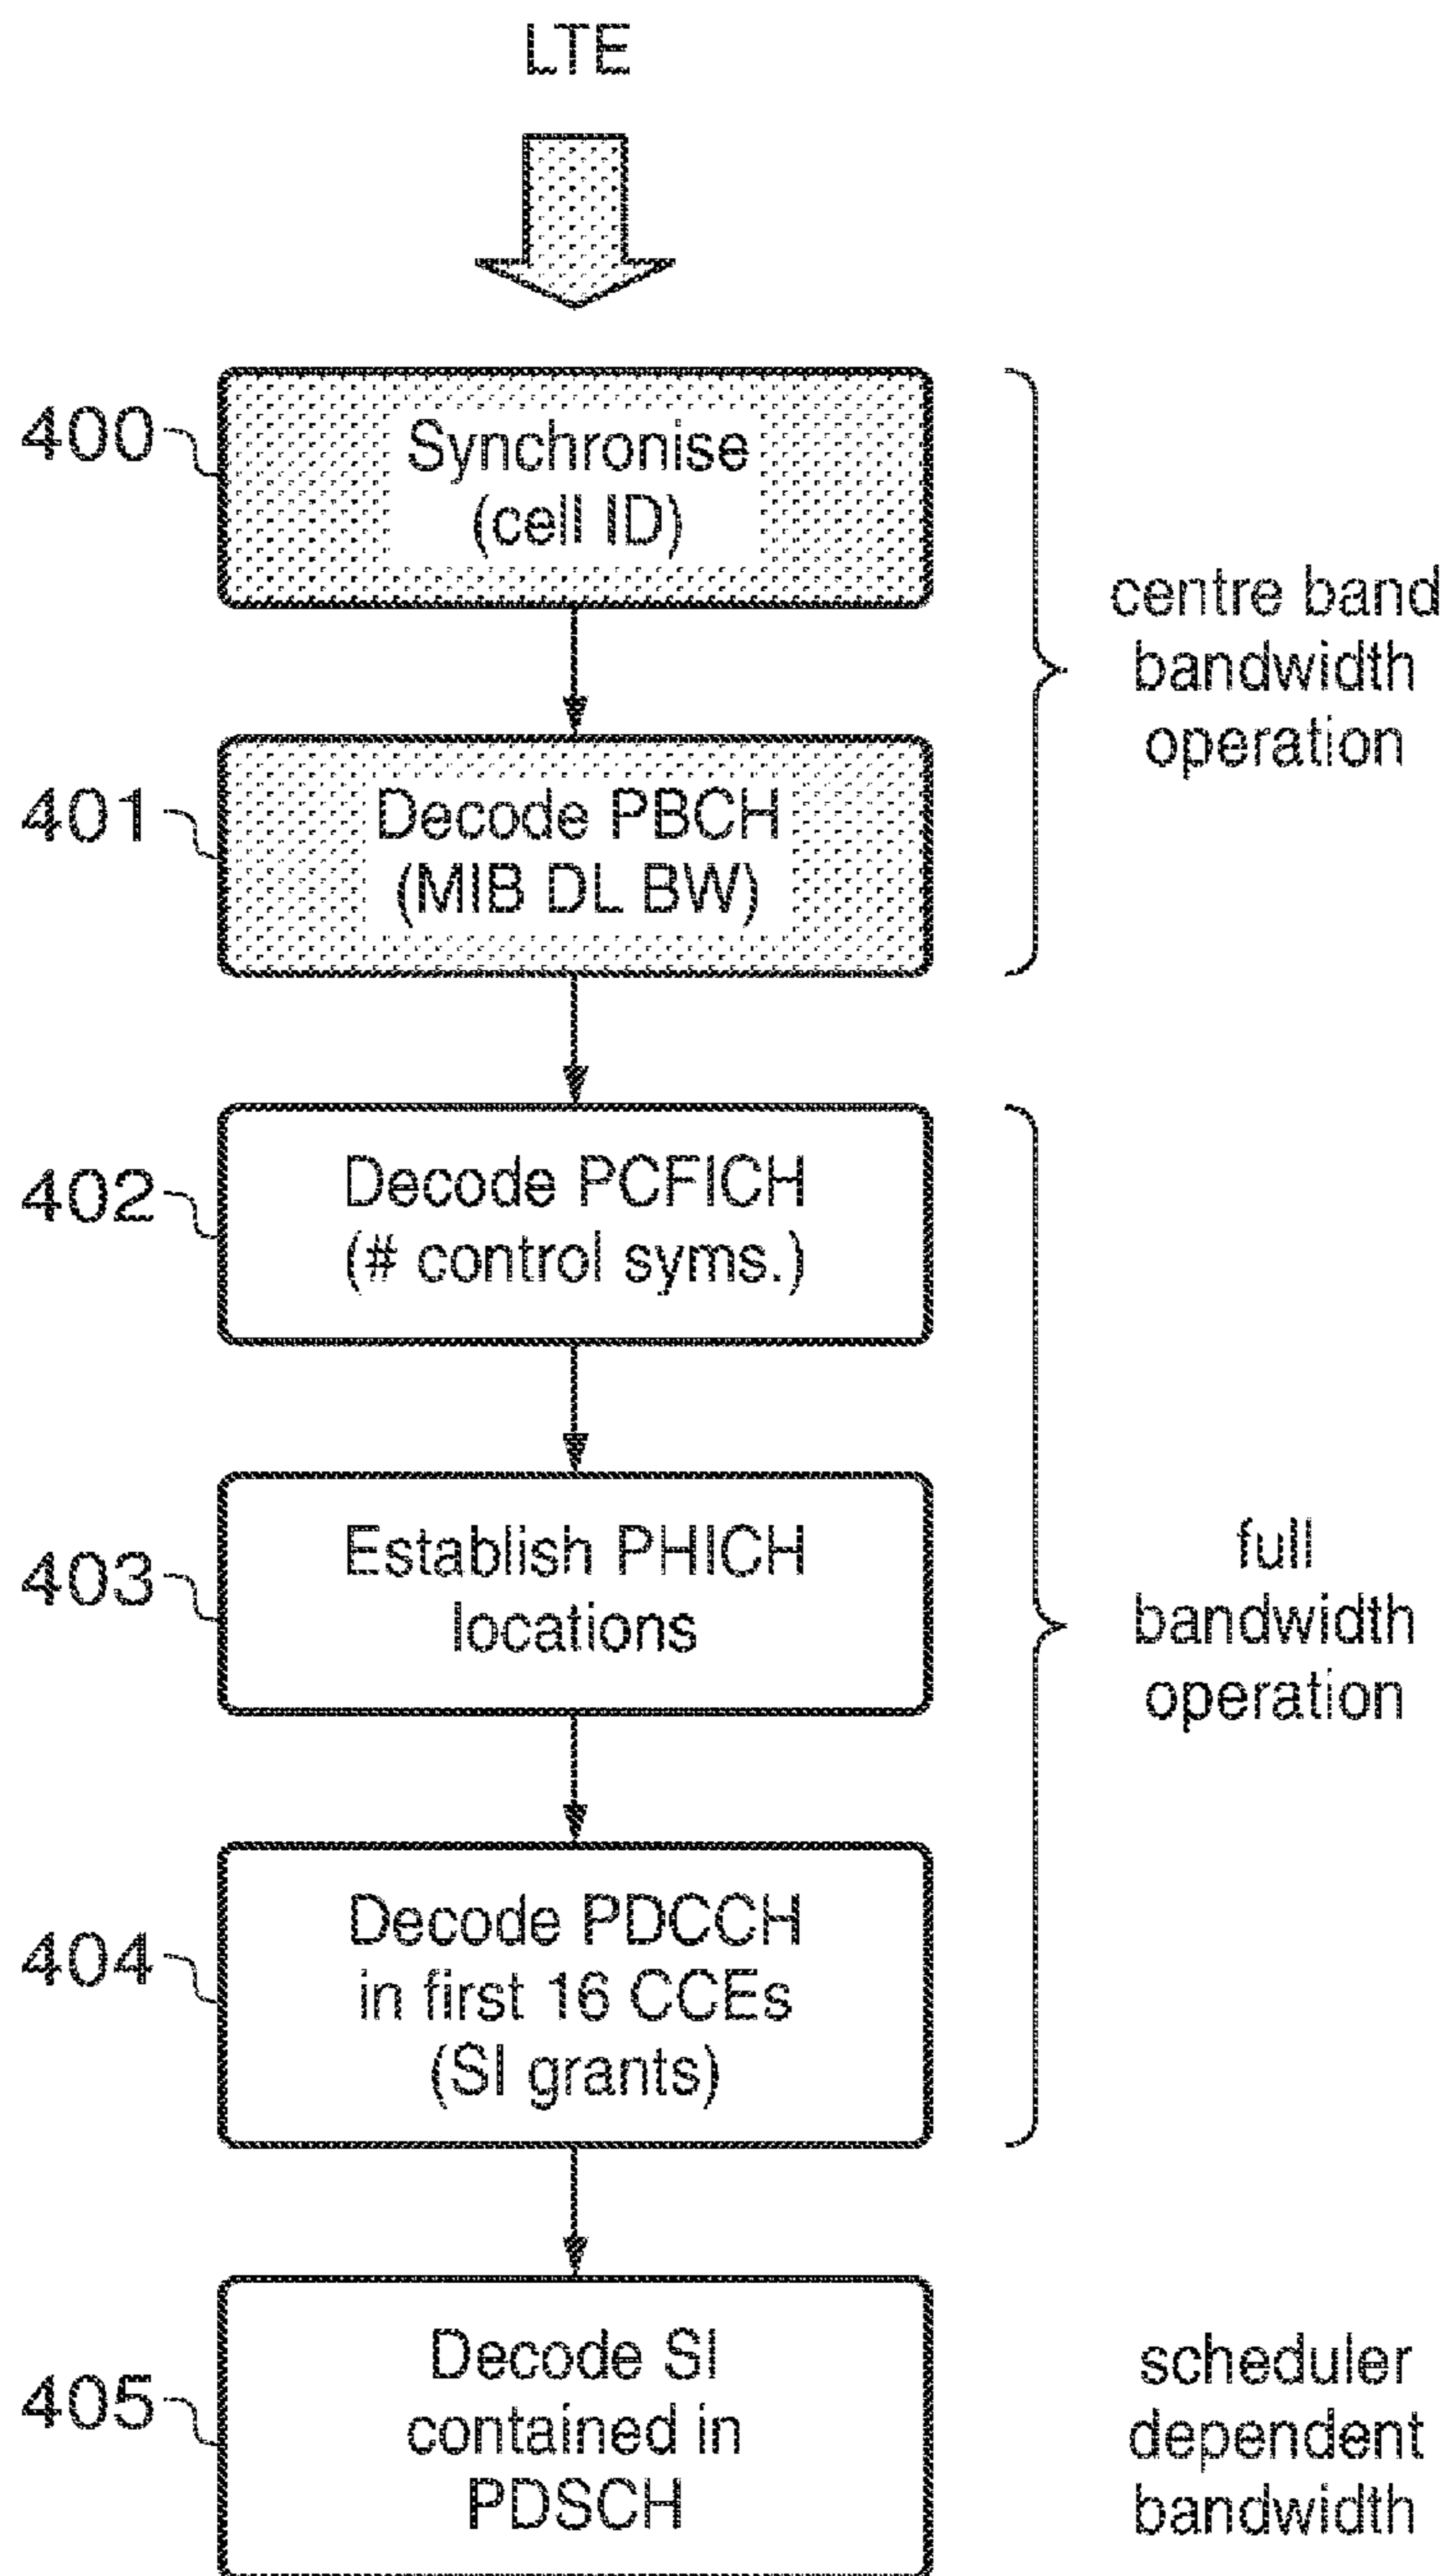 LTE
400
Synchronise
(cell ID)
centre band
bandwidth
operation
401
Decode PBCH
(MIB DL BW)
402
Decode PCFICH
(# control syms.)
403
Establish PHICH
locations
full
bandwidth
operation
404
Decode PDCCH
in first 16 CCEs
(SI grants)
405
Decode SI
contained in
PDSCH
scheduler
dependent
bandwidth